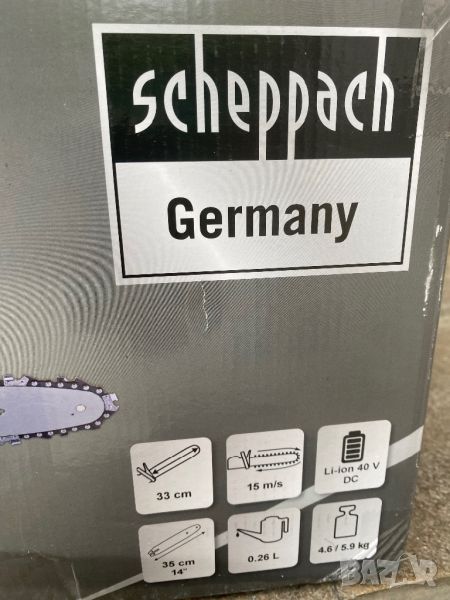 scheppach
Germany
33 cm
15 m/s
Li-ion 40 V
DC
35 cm
14"
0.26 L
4.6 / 5.9 kg
BAZAR